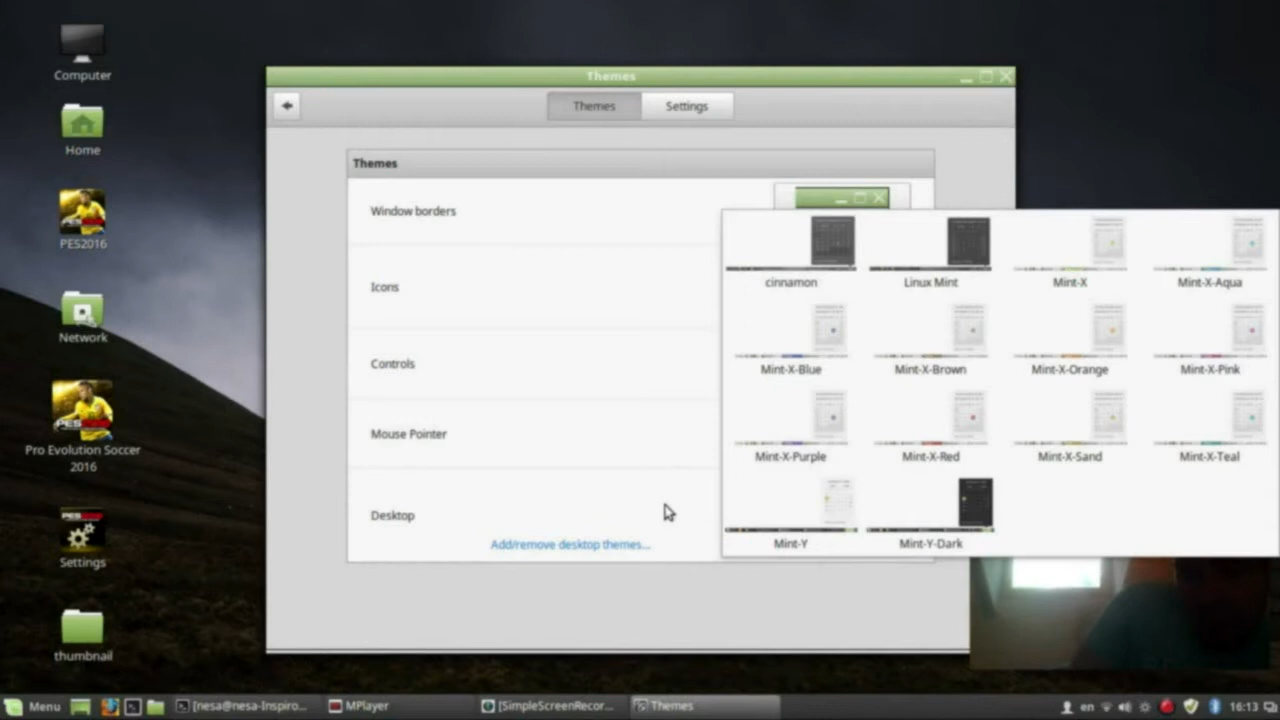 Computer
Home
PES2016
Network
Pro Evolution Soccer
2016
Settings
thumbnail
Themes
Themes
Settings
Themes
Window borders
Icons
Controls
Mouse Pointer
Desktop
Add/remove desktop themes...
cinnamon
Linux Mint
Mint-X
Mint-X-Aqua
Mint-X-Blue
Mint-X-Brown
Mint-X-Orange
Mint-X-Pink
Mint-X-Purple
Mint-X-Red
Mint-X-Sand
Mint-X-Teal
Mint-Y
Mint-Y-Dark
Menu
[nesa@nesa-Inspiro...
MPlayer
[SimpleScreenRecor...
Themes
en
16:13